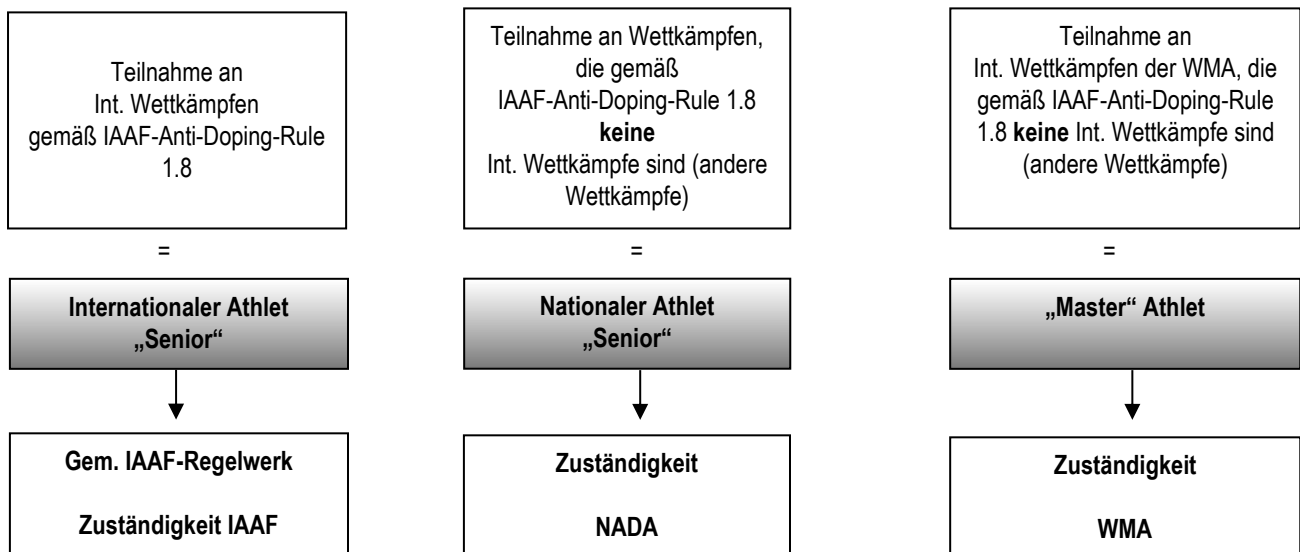 Teilnahme an
Int. Wettkämpfen
gemäß IAAF-Anti-Doping-Rule
1.8
=
Internationaler Athlet
„Senior“
Gem. IAAF-Regelwerk
Zuständigkeit IAAF
Teilnahme an Wettkämpfen,
die gemäß
IAAF-Anti-Doping-Rule 1.8
keine
Int. Wettkämpfe sind (andere
Wettkämpfe)
=
Nationaler Athlet
„Senior“
Zuständigkeit
NADA
Teilnahme an
Int. Wettkämpfen der WMA, die
gemäß IAAF-Anti-Doping-Rule
1.8 keine Int. Wettkämpfe sind
(andere Wettkämpfe)
=
„Master“ Athlet
Zuständigkeit
WMA